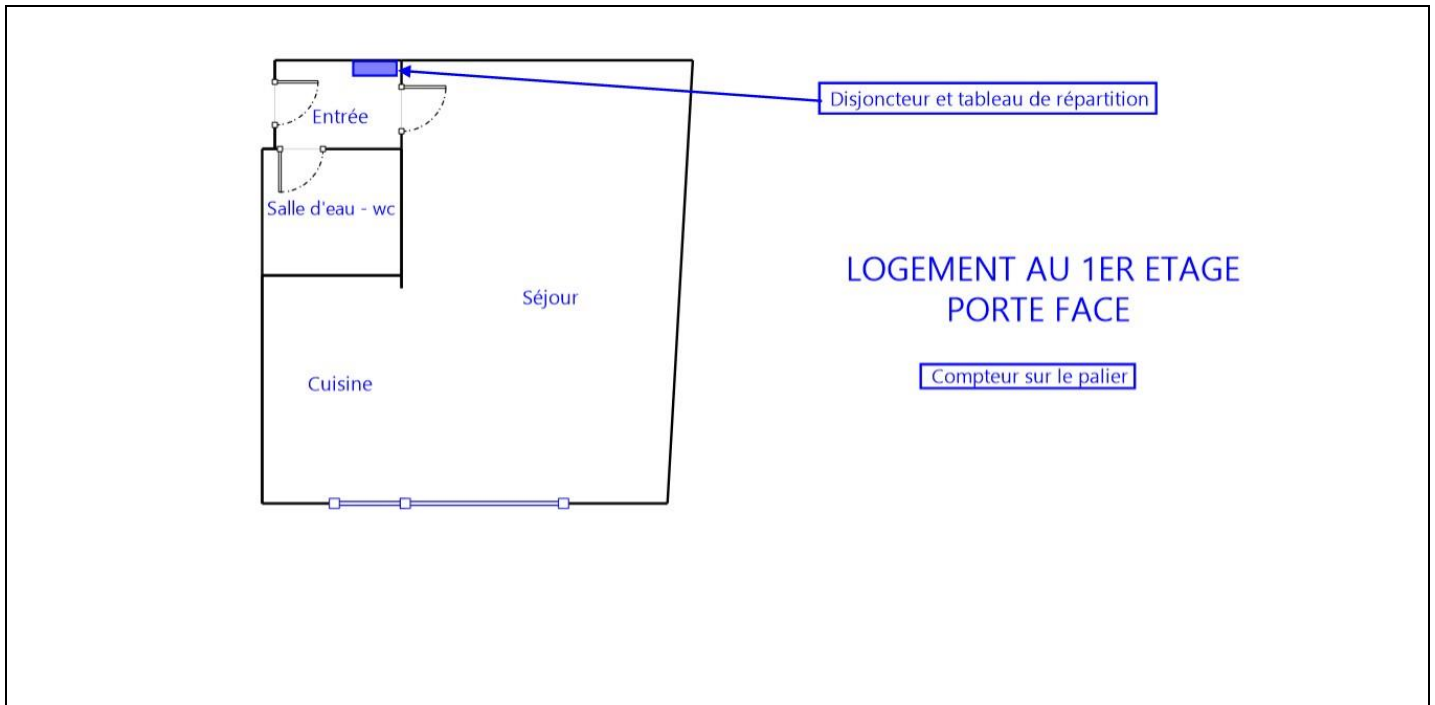 Disjoncteur et tableau de répartition
Entrée
Salle d'eau - wc
LOGEMENT AU 1ER ETAGE
PORTE FACE
Séjour
Compteur sur le palier
Cuisine